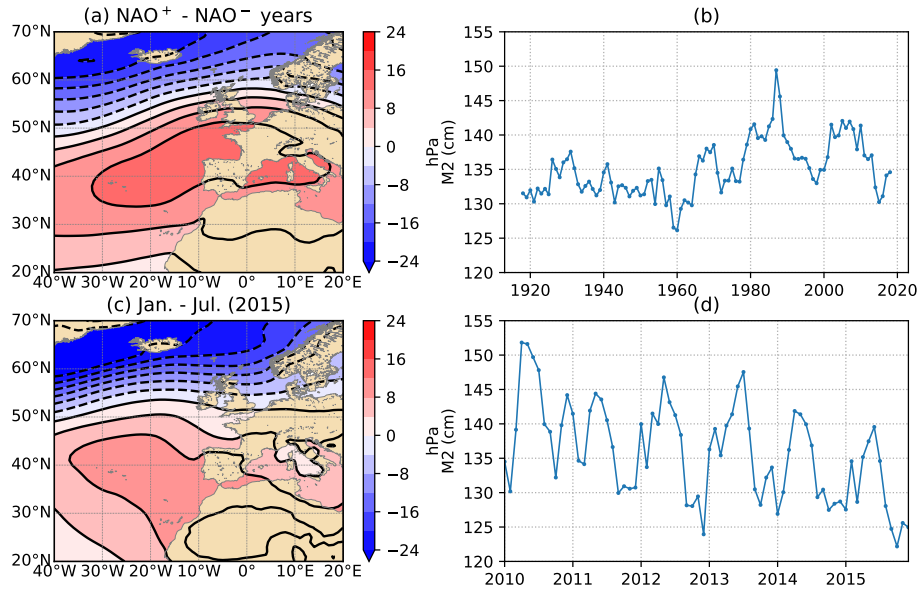 (a) NAO⁺ - NAO⁻ years
70°N
60°N
50°N
40°N
30°N
20°N
40°W 30°W 20°W 10°W 0° 10°E 20°E
24
16
8
0
−8
−16
−24
hPa
(b)
155
150
145
140
135
130
125
120
M2 (cm)
1920 1940 1960 1980 2000 2020
(c) Jan. - Jul. (2015)
70°N
60°N
50°N
40°N
30°N
20°N
40°W 30°W 20°W 10°W 0° 10°E 20°E
24
16
8
0
−8
−16
−24
hPa
(d)
155
150
145
140
135
130
125
120
M2 (cm)
2010 2011 2012 2013 2014 2015